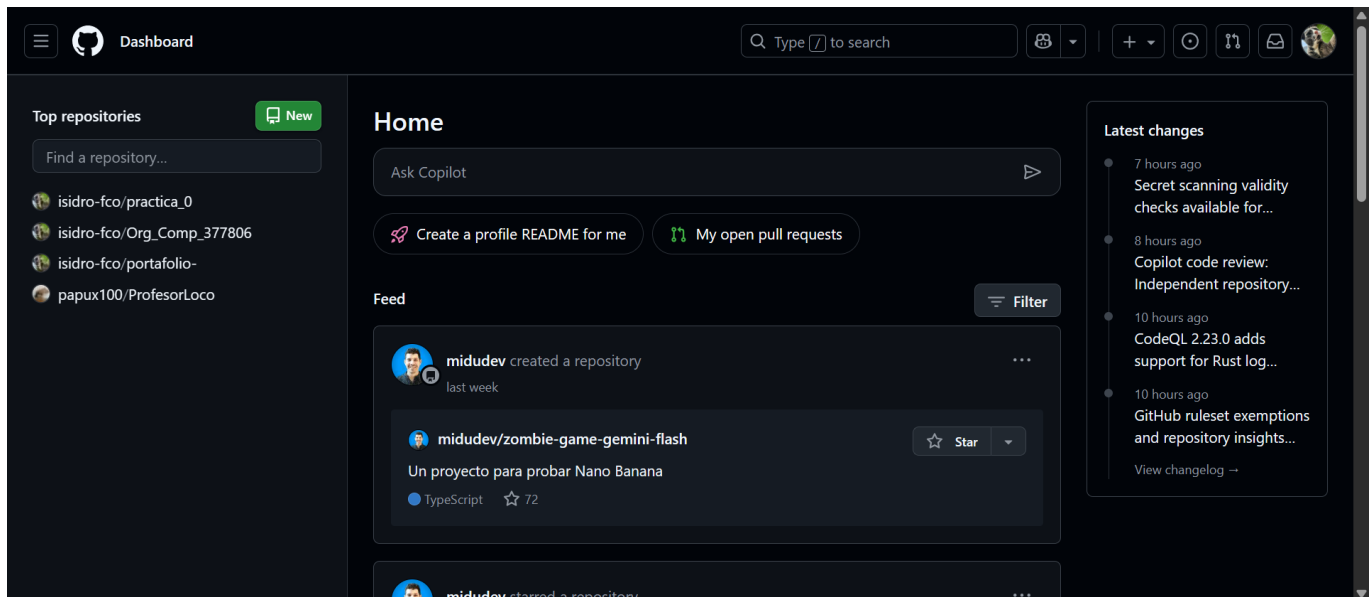 Dashboard
Type / to search
Top repositories
New
Find a repository...
isidro-fco/practica_0
isidro-fco/Org_Comp_377806
isidro-fco/portafolio-
papux100/ProfesorLoco
Home
Ask Copilot
Create a profile README for me
My open pull requests
Feed
Filter
midudev created a repository
last week
midudev/zombie-game-gemini-flash
Star
Un proyecto para probar Nano Banana
TypeScript 72
midudev starred a repository
Latest changes
7 hours ago
Secret scanning validity
checks available for...
8 hours ago
Copilot code review:
Independent repository...
10 hours ago
CodeQL 2.23.0 adds
support for Rust log...
10 hours ago
GitHub ruleset exemptions
and repository insights...
View changelog →